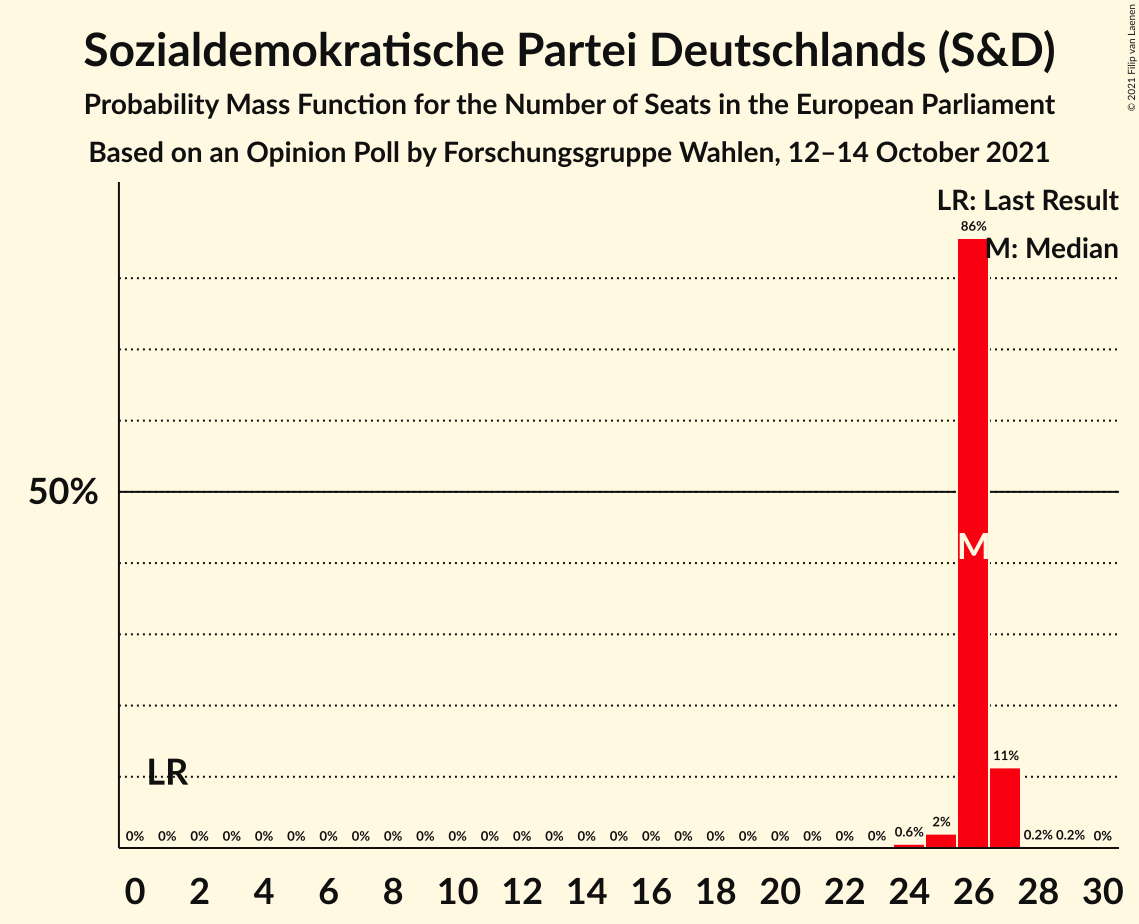 Sozialdemokratische Partei Deutschlands (S&D)
Probability Mass Function for the Number of Seats in the European Parliament
Based on an Opinion Poll by Forschungsgruppe Wahlen, 12–14 October 2021
© 2021 Filip van Laenen
LR: Last Result
M: Median
86%
50%
M
LR
11%
0% 0% 0% 0% 0% 0% 0% 0% 0% 0% 0% 0% 0% 0% 0% 0% 0% 0% 0% 0% 0% 0% 0% 0% 0.6% 2% 0.2% 0.2% 0%
0 2 4 6 8 10 12 14 16 18 20 22 24 26 28 30